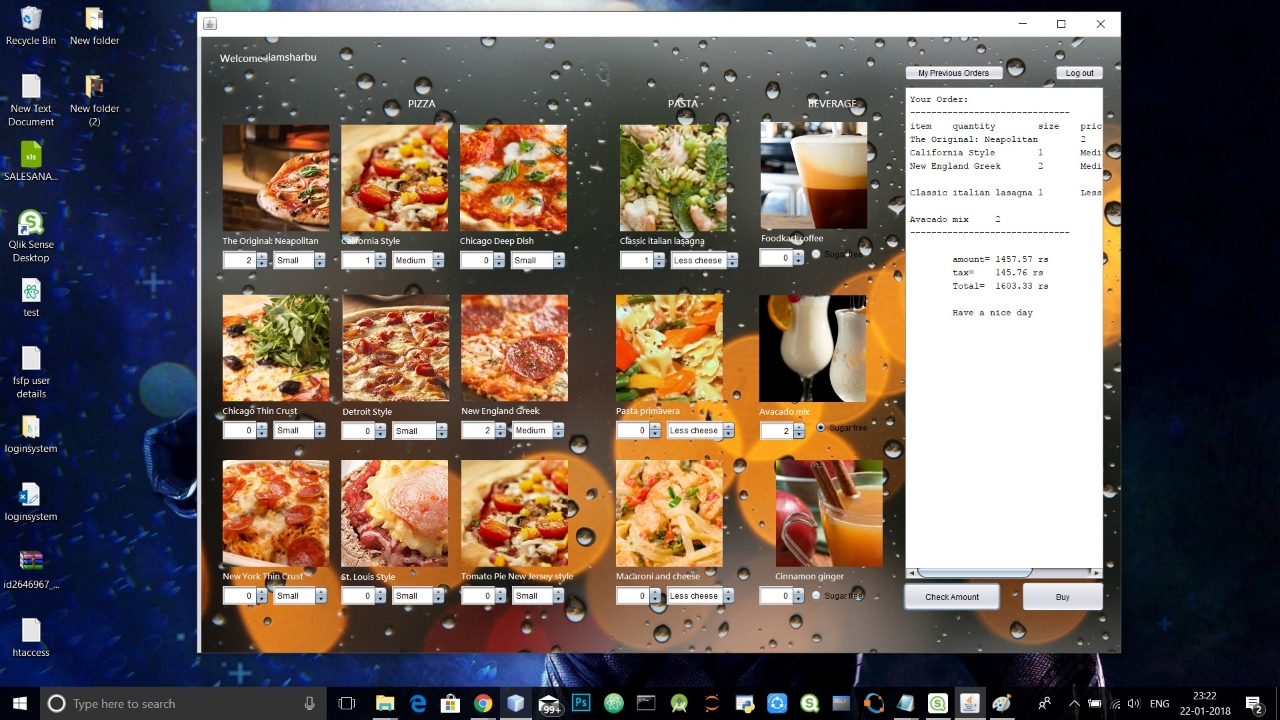 Recycle Bin
New folder
New Text Document
New folder (2)
SALESANA...
Qlik Sense Desktop
test
fsfp user details
loginsystem
loginsystem
id2646967_...
htaccess
Welcome
iamsharbu
My Previous Orders
Log out
PIZZA
PASTA
BEVERAGE
The Original: Neapolitan
California Style
Chicago Deep Dish
Classic italian lasagna
Foodkart coffee
2 Small
1 Medium
0 Small
1 Less cheese
0 Sugar free
Chicago Thin Crust
Detroit Style
New England Greek
Pasta primavera
Avacado mix
0 Small
0 Small
2 Medium
0 Less cheese
2 Sugar free
New York Thin Crust
St. Louis Style
Tomato Pie New Jersey style
Macaroni and cheese
Cinnamon ginger
0 Small
0 Small
0 Small
0 Less cheese
0 Sugar free
Your Order:
------------------------------
item quantity size pric
The Original: Neapolitan 2
California Style 1 Medi
New England Greek 2 Medi
Classic italian lasagna 1 Less
Avacado mix 2
------------------------------
amount= 1457.57 rs
tax= 145.76 rs
Total= 1603.33 rs
Have a nice day
Check Amount
Buy
Type here to search
99+
Ps
ENG
23:22
22-01-2018
2